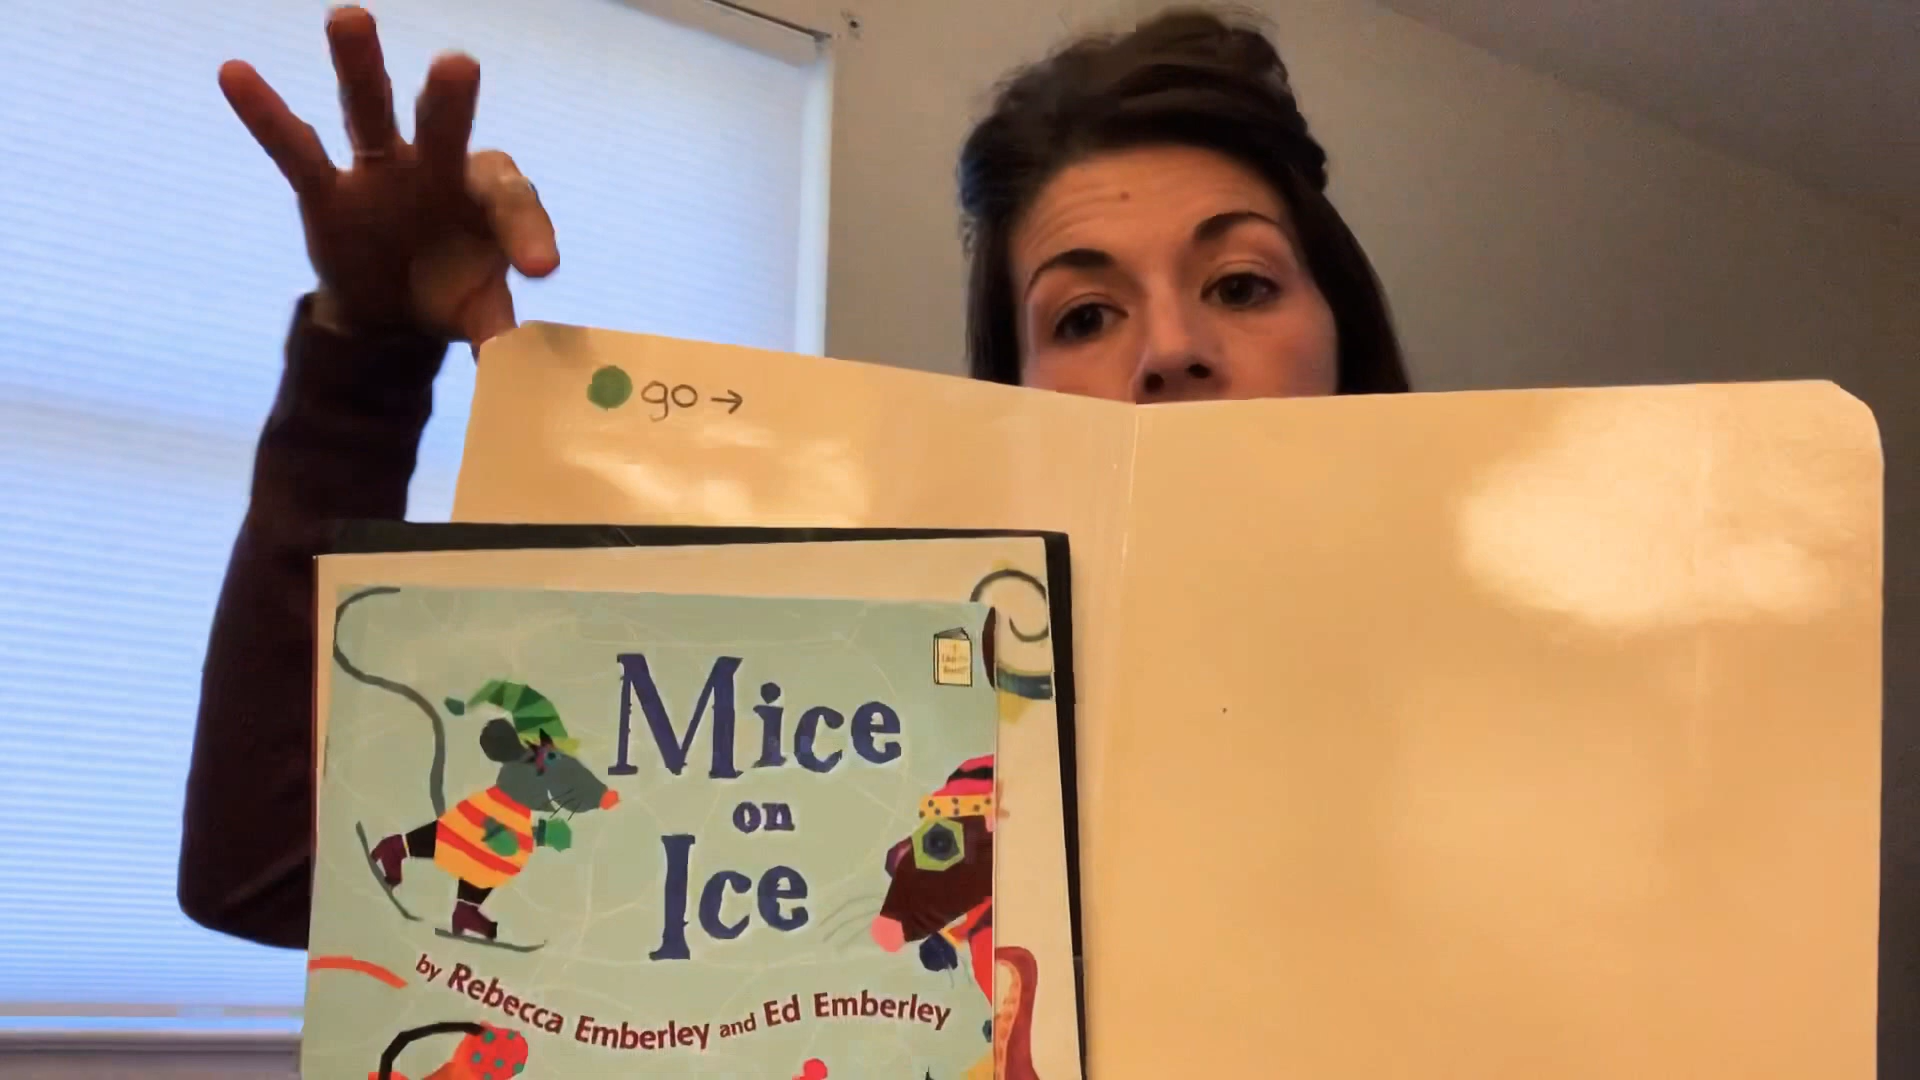 go →
Mice
on
Ice
by Rebecca Emberley and Ed Emberley